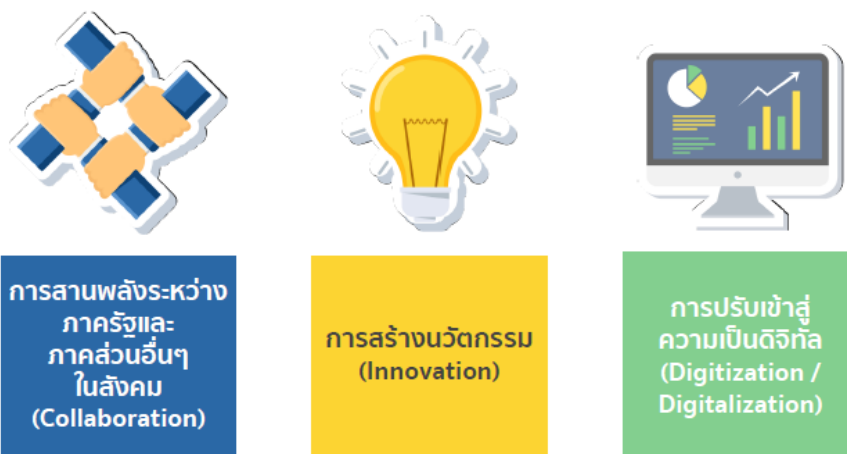 การสานพลังระหว่าง
ภาครัฐและ
ภาคส่วนอื่นๆ
ในสังคม
(Collaboration)
การสร้างนวัตกรรม
(Innovation)
การปรับเข้าสู่
ความเป็นดิจิทัล
(Digitization /
Digitalization)